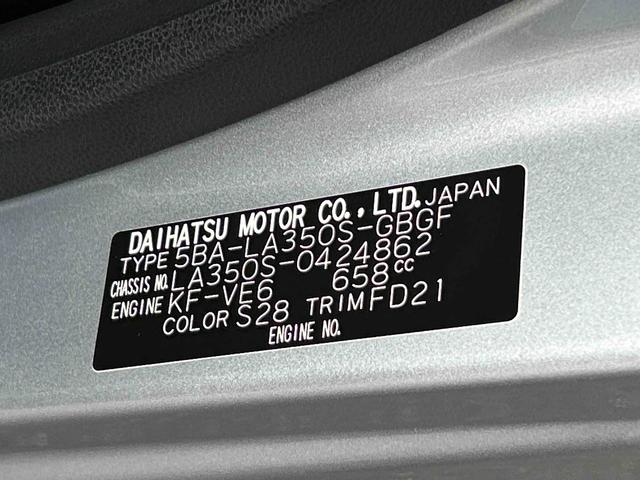 DAIHATSU MOTOR CO., LTD. JAPAN
TYPE 5BA-LA350S-GBGF
CHASSIS NO. LA350S-0424862
ENGINE KF-VE6 658cc
COLOR S28 TRIM FD21
ENGINE NO.